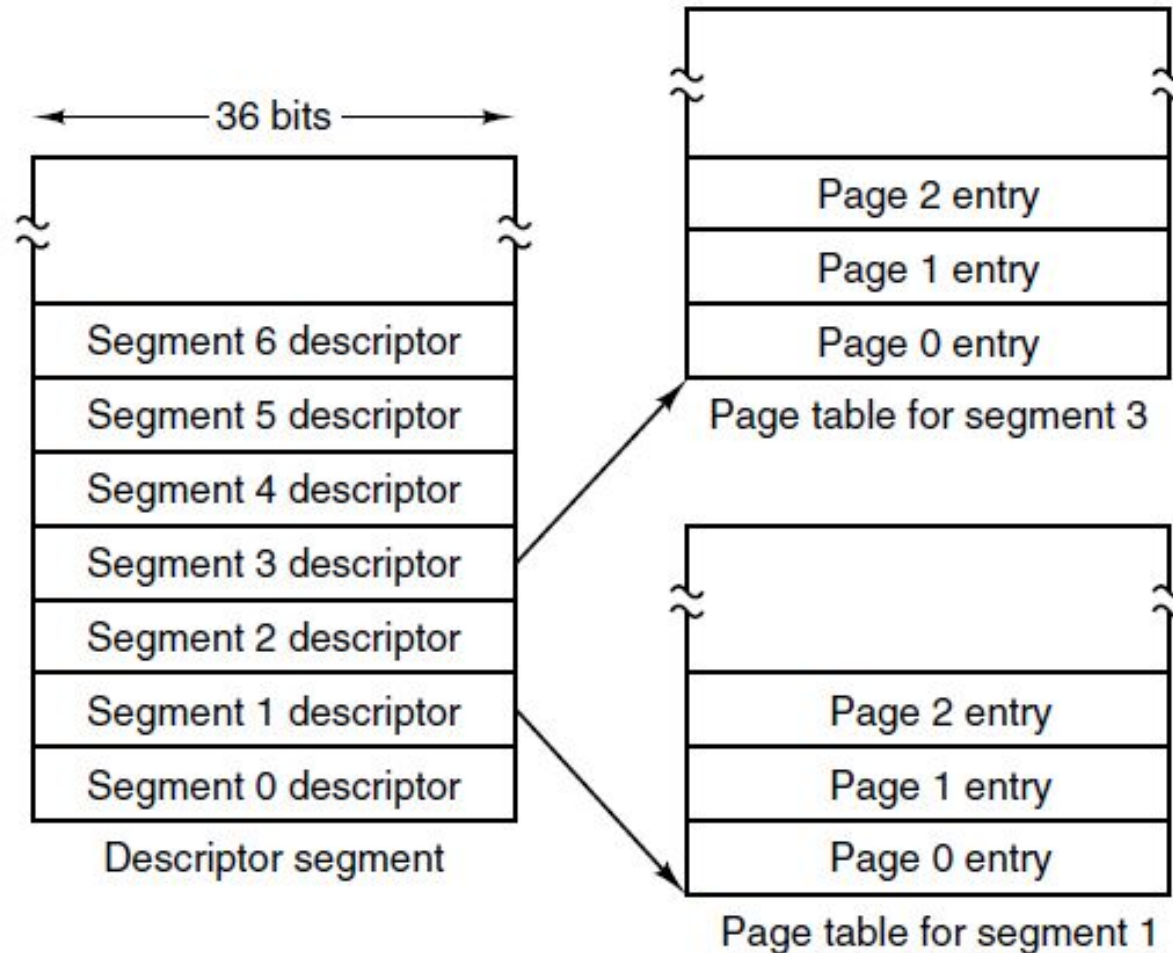 36 bits
Segment 6 descriptor
Segment 5 descriptor
Segment 4 descriptor
Segment 3 descriptor
Segment 2 descriptor
Segment 1 descriptor
Segment 0 descriptor
Descriptor segment
Page 2 entry
Page 1 entry
Page 0 entry
Page table for segment 3
Page 2 entry
Page 1 entry
Page 0 entry
Page table for segment 1